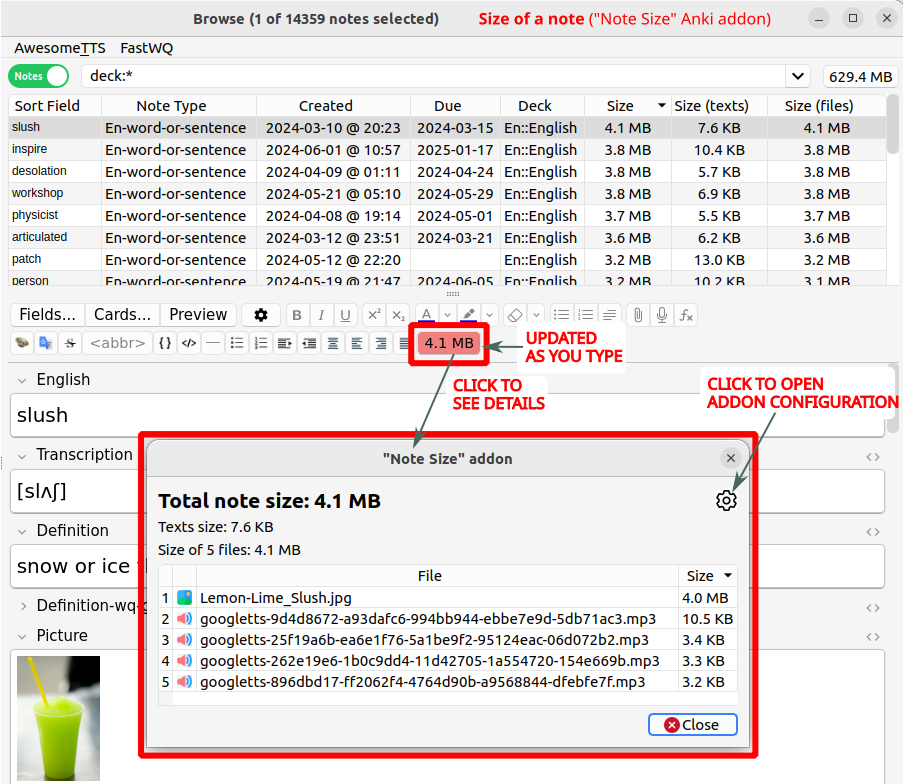 Browse (1 of 14359 notes selected)
Size of a note ("Note Size" Anki addon)
AwesomeTTS FastWQ
Notes deck:* 629.4 MB
Sort Field Note Type Created Due Deck Size Size (texts) Size (files)
slush En-word-or-sentence 2024-03-10 @ 20:23 2024-03-15 En::English 4.1 MB 7.6 KB 4.1 MB
inspire En-word-or-sentence 2024-06-01 @ 10:57 2025-01-17 En::English 3.8 MB 10.4 KB 3.8 MB
desolation En-word-or-sentence 2024-04-09 @ 01:11 2024-04-24 En::English 3.8 MB 5.7 KB 3.8 MB
workshop En-word-or-sentence 2024-05-21 @ 05:10 2024-05-29 En::English 3.8 MB 6.9 KB 3.8 MB
physicist En-word-or-sentence 2024-04-08 @ 19:14 2024-05-01 En::English 3.7 MB 5.5 KB 3.7 MB
articulated En-word-or-sentence 2024-03-12 @ 23:51 2024-03-21 En::English 3.6 MB 6.2 KB 3.6 MB
patch En-word-or-sentence 2024-05-12 @ 22:20 En::English 3.2 MB 13.0 KB 3.2 MB
person En-word-or-sentence 2024-05-19 @ 21:47 2024-06-05 En::English 3.2 MB 10.2 KB 3.1 MB
Fields... Cards... Preview B I U x² x₂ A fx
S <abbr> {} </> 4.1 MB
UPDATED
AS YOU TYPE
CLICK TO
SEE DETAILS
CLICK TO OPEN
ADDON CONFIGURATION
English
slush
Transcription
[slʌʃ]
Definition
snow or ice
Definition-wq-
Picture
"Note Size" addon
Total note size: 4.1 MB
Texts size: 7.6 KB
Size of 5 files: 4.1 MB
File Size
1 Lemon-Lime_Slush.jpg 4.0 MB
2 googletts-9d4d8672-a93dafc6-994bb944-ebbe7e9d-5db71ac3.mp3 10.5 KB
3 googletts-25f19a6b-ea6e1f76-5a1be9f2-95124eac-06d072b2.mp3 3.4 KB
4 googletts-262e19e6-1b0c9dd4-11d42705-1a554720-154e669b.mp3 3.3 KB
5 googletts-896dbd17-ff2062f4-4764d90b-a9568844-dfebfe7f.mp3 3.2 KB
Close